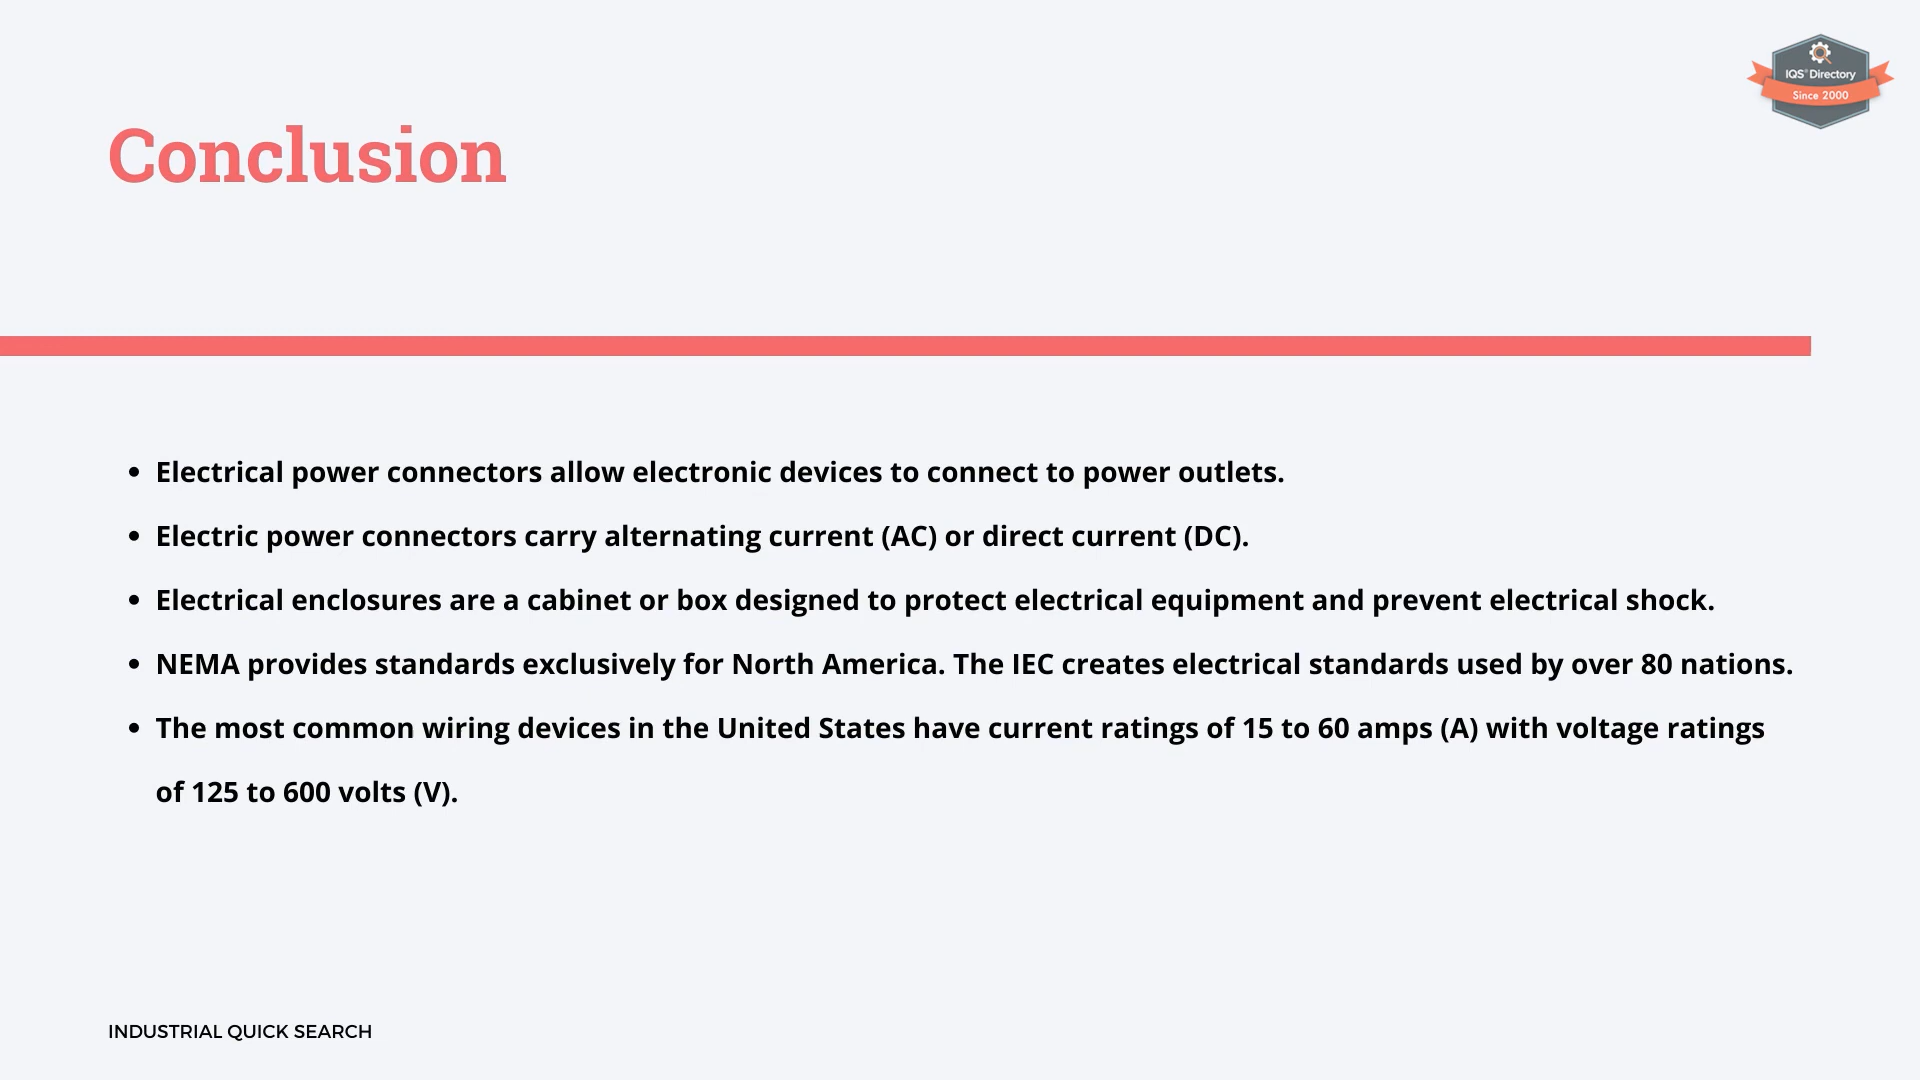 IQS® Directory
Since 2000
Conclusion
• Electrical power connectors allow electronic devices to connect to power outlets.
• Electric power connectors carry alternating current (AC) or direct current (DC).
• Electrical enclosures are a cabinet or box designed to protect electrical equipment and prevent electrical shock.
• NEMA provides standards exclusively for North America. The IEC creates electrical standards used by over 80 nations.
• The most common wiring devices in the United States have current ratings of 15 to 60 amps (A) with voltage ratings
of 125 to 600 volts (V).
INDUSTRIAL QUICK SEARCH